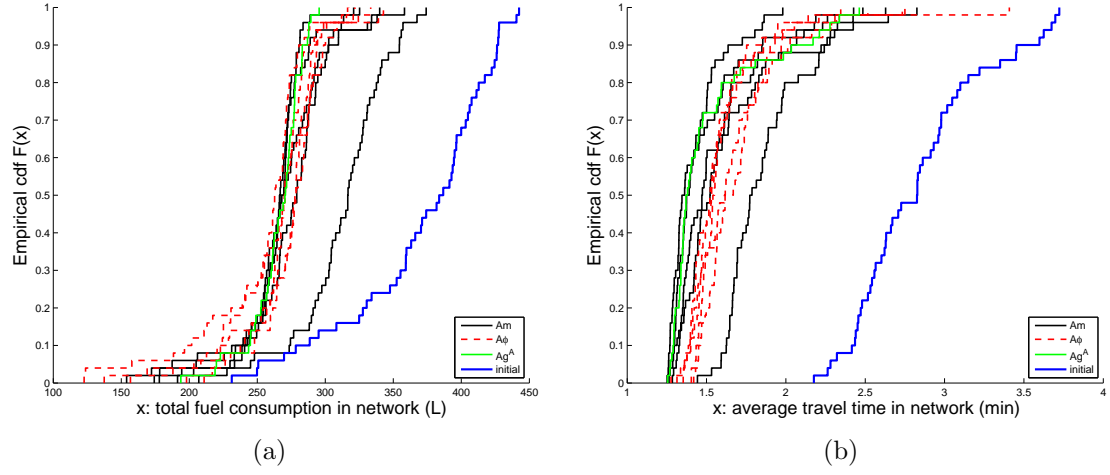 1
0.9
0.8
0.7
0.6
0.5
0.4
0.3
0.2
0.1
0
Empirical cdf F(x)
100 150 200 250 300 350 400 450
x: total fuel consumption in network (L)
Am
Aϕ
Ag^A
initial
(a)
1
0.9
0.8
0.7
0.6
0.5
0.4
0.3
0.2
0.1
0
Empirical cdf F(x)
1 1.5 2 2.5 3 3.5 4
x: average travel time in network (min)
Am
Aϕ
Ag^A
initial
(b)